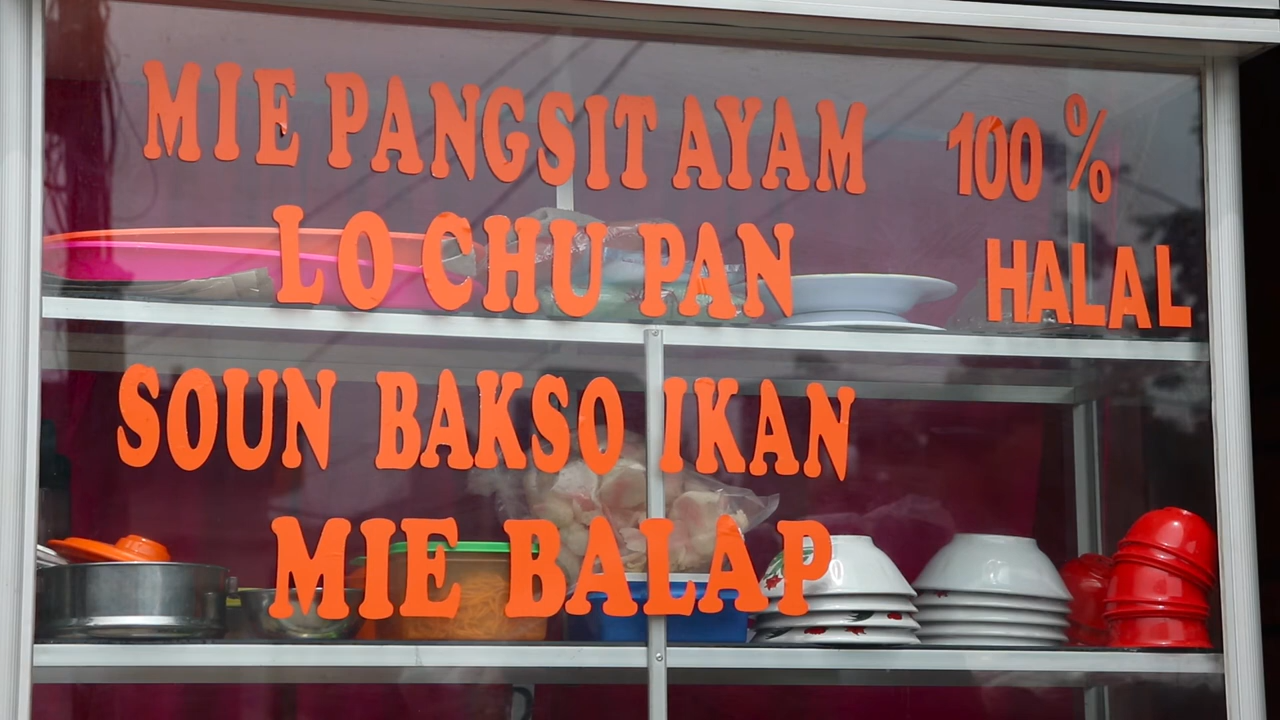 MIE PANGSIT AYAM
LO CHU PAN
SOUN BAKSO IKAN
MIE BALAP
100 %
HALAL